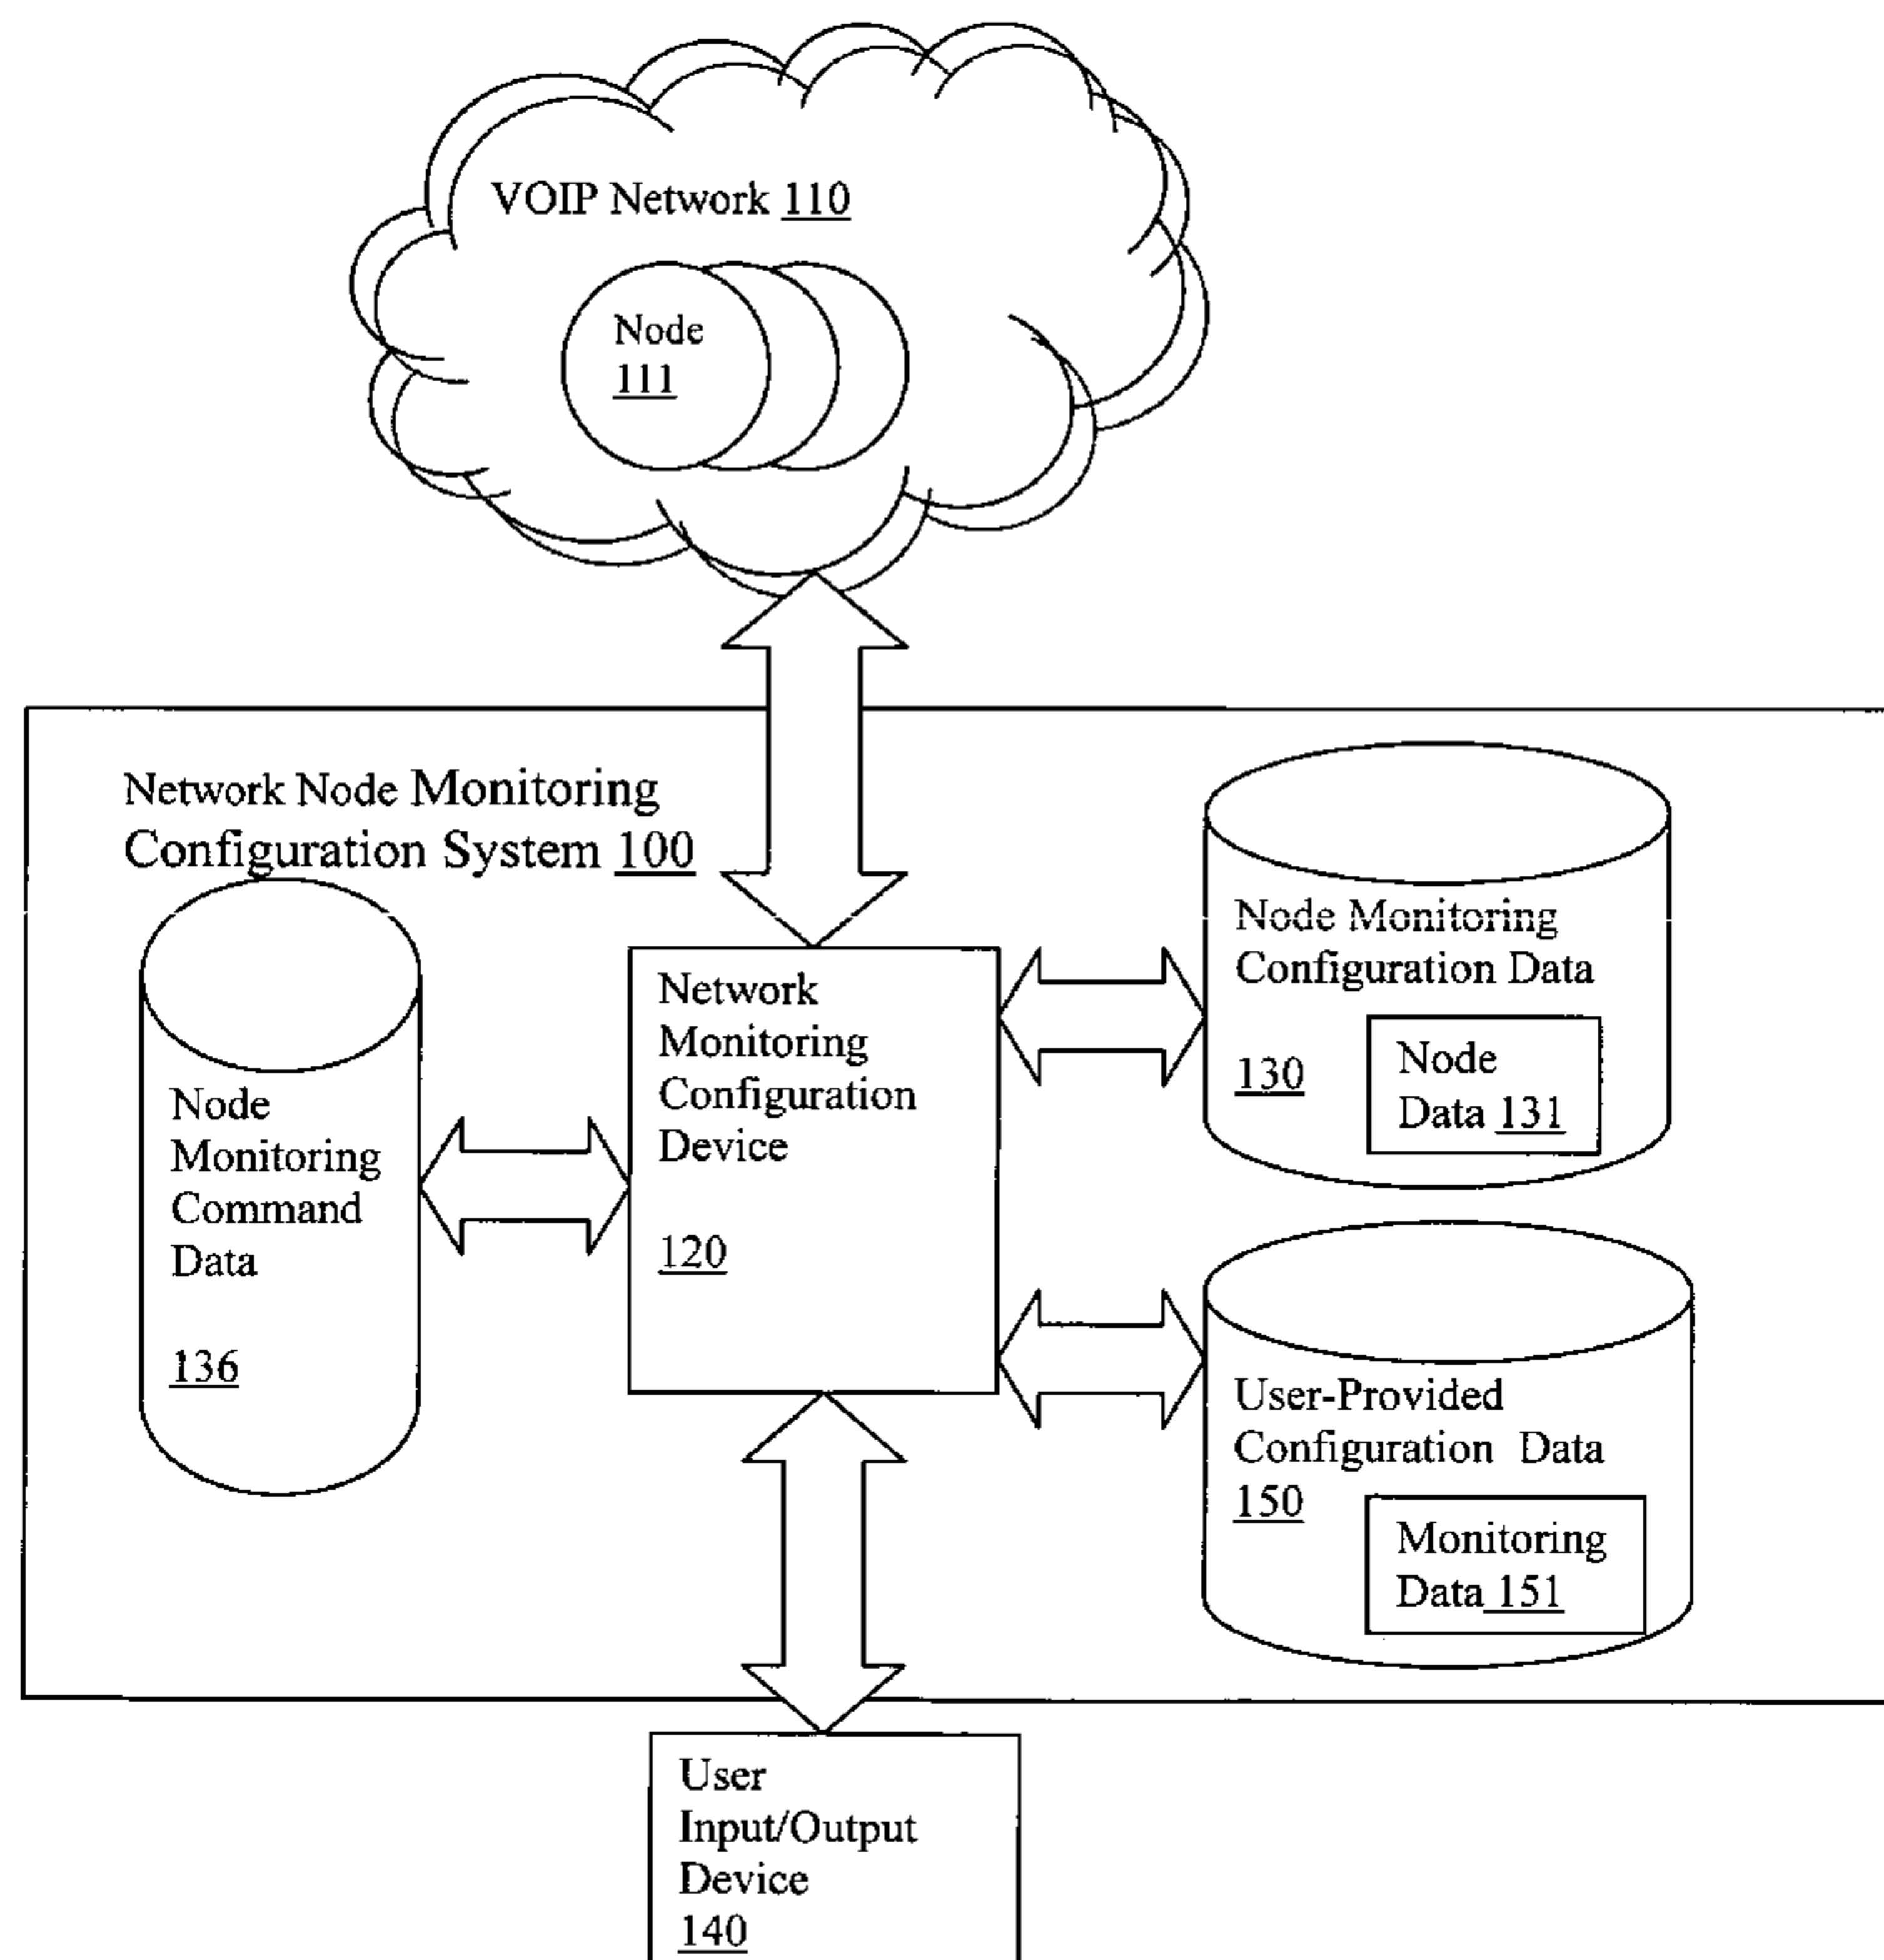 VOIP Network 110
Node
111
Network Node Monitoring
Configuration System 100
Node Monitoring
Configuration Data
130
Node
Data 131
Network
Monitoring
Configuration
Device
120
Node
Monitoring
Command
Data
136
User-Provided
Configuration Data
150
Monitoring
Data 151
User
Input/Output
Device
140